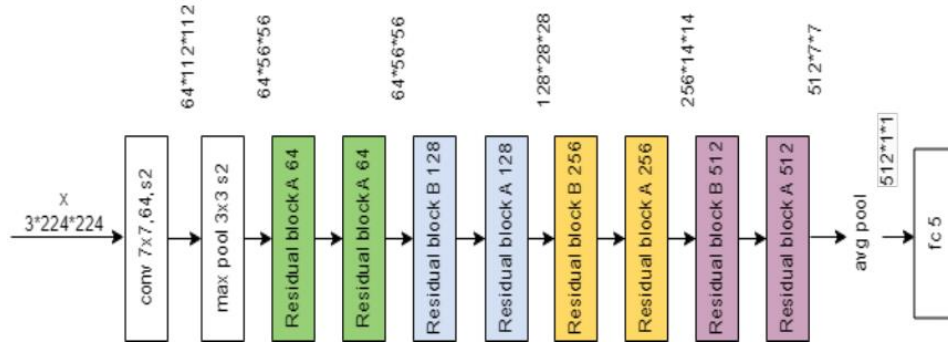 X
3*224*224
conv 7x7,64,s2
64*112*112
max pool 3x3 s2
64*56*56
Residual block A 64
Residual block A 64
64*56*56
Residual block B 128
Residual block A 128
128*28*28
Residual block B 256
Residual block A 256
256*14*14
Residual block B 512
Residual block A 512
512*7*7
avg pool
512*1*1
fc 5